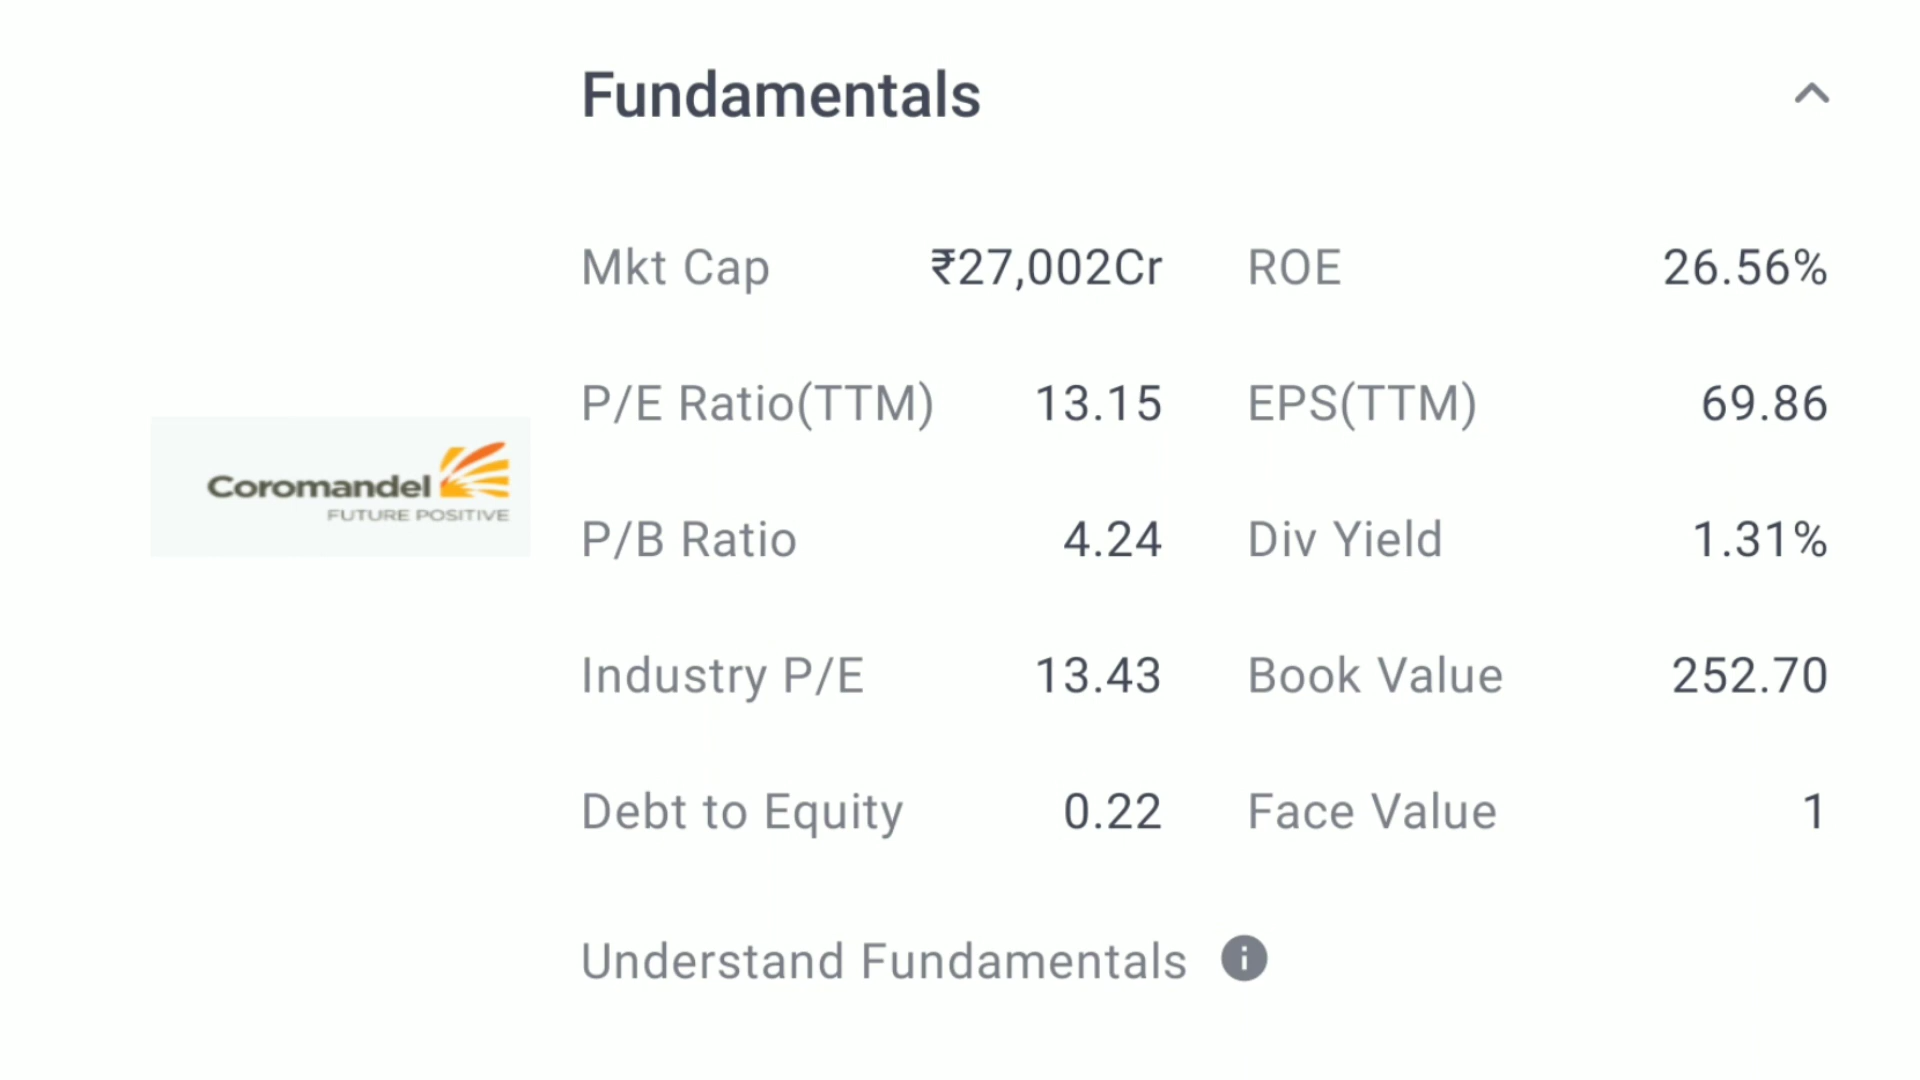 Fundamentals
Mkt Cap ₹27,002Cr ROE 26.56%
P/E Ratio(TTM) 13.15 EPS(TTM) 69.86
Coromandel
FUTURE POSITIVE
P/B Ratio 4.24 Div Yield 1.31%
Industry P/E 13.43 Book Value 252.70
Debt to Equity 0.22 Face Value 1
Understand Fundamentals